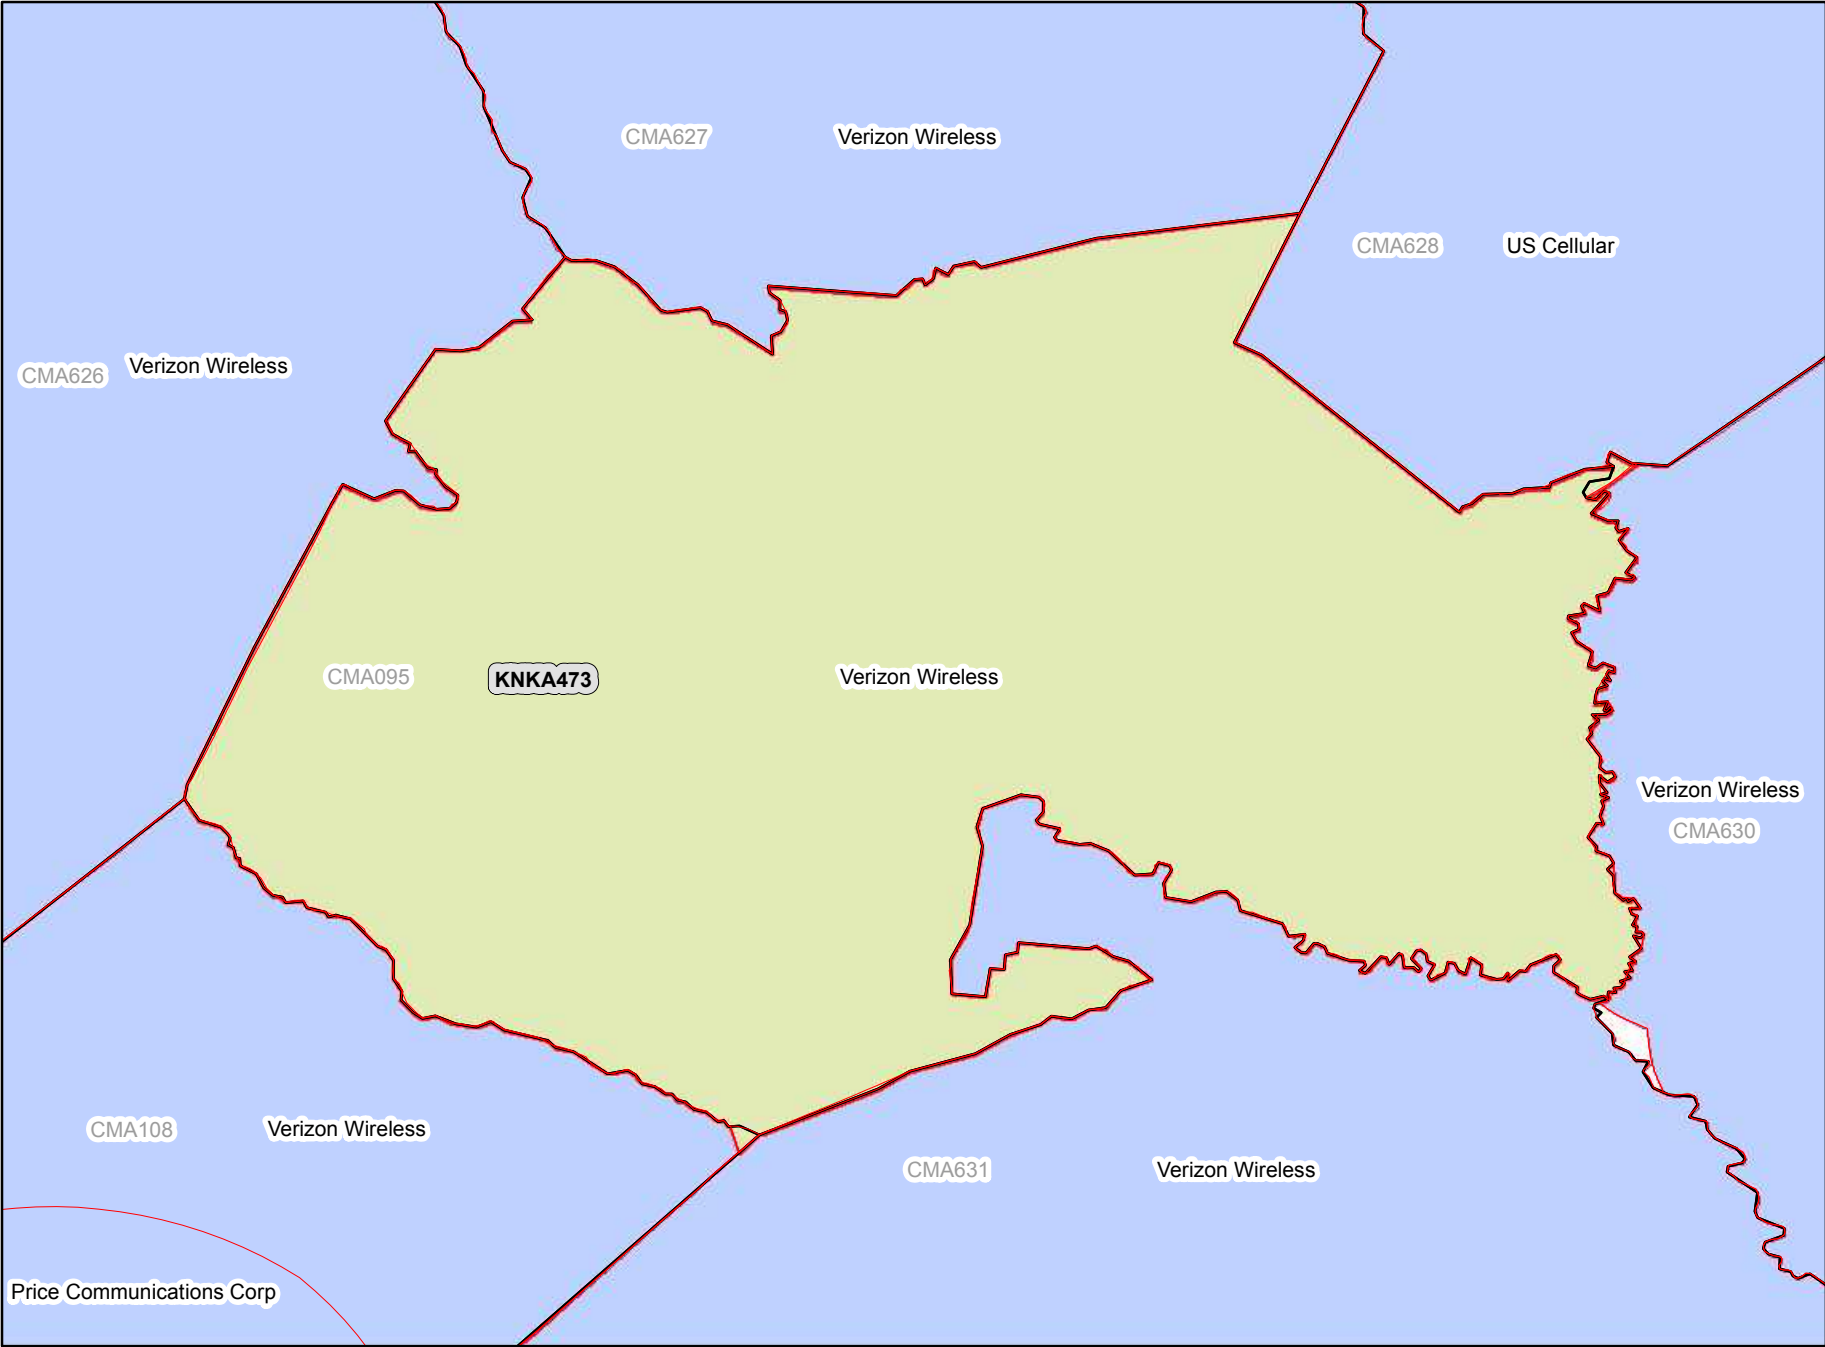 CMA627 Verizon Wireless
CMA628 US Cellular
CMA626 Verizon Wireless
CMA095 KNKA473 Verizon Wireless
Verizon Wireless
CMA630
CMA108 Verizon Wireless
CMA631 Verizon Wireless
Price Communications Corp